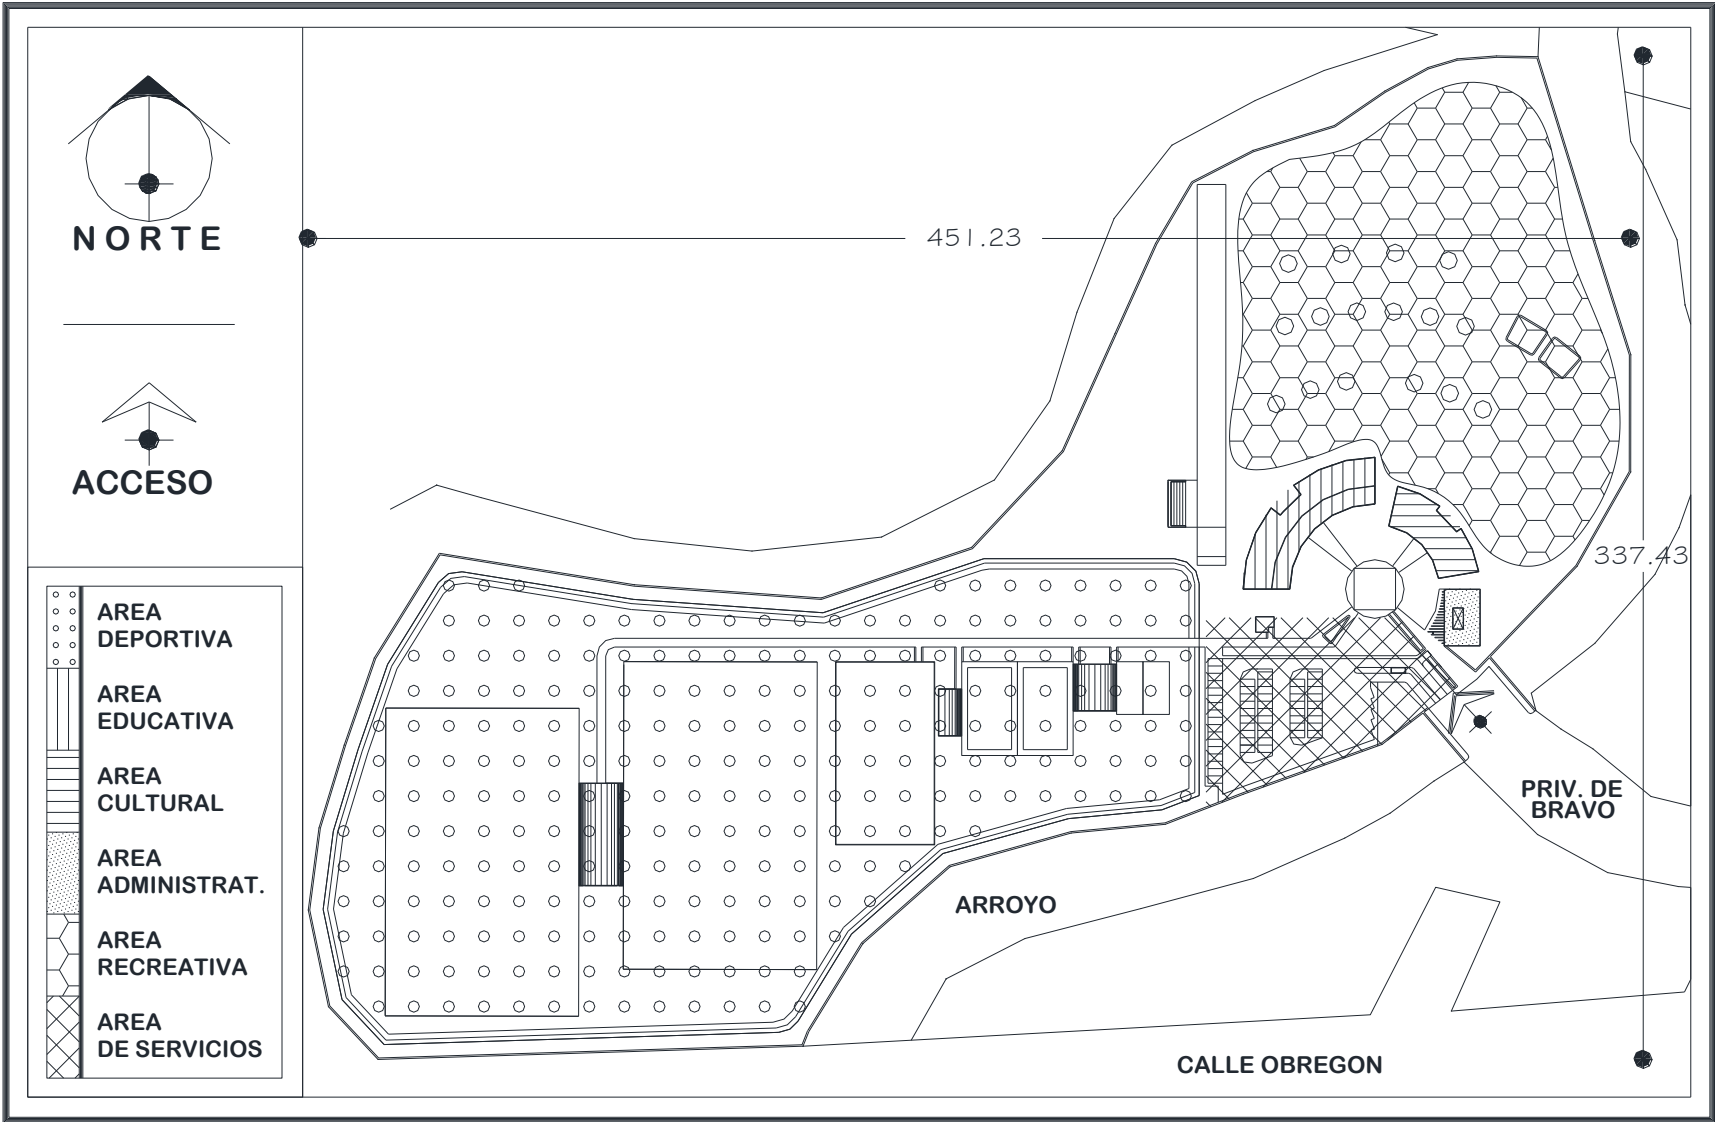 NORTE
ACCESO
AREA
DEPORTIVA
AREA
EDUCATIVA
AREA
CULTURAL
AREA
ADMINISTRAT.
AREA
RECREATIVA
AREA
DE SERVICIOS
451.23
337.43
PRIV. DE
BRAVO
ARROYO
CALLE OBREGON